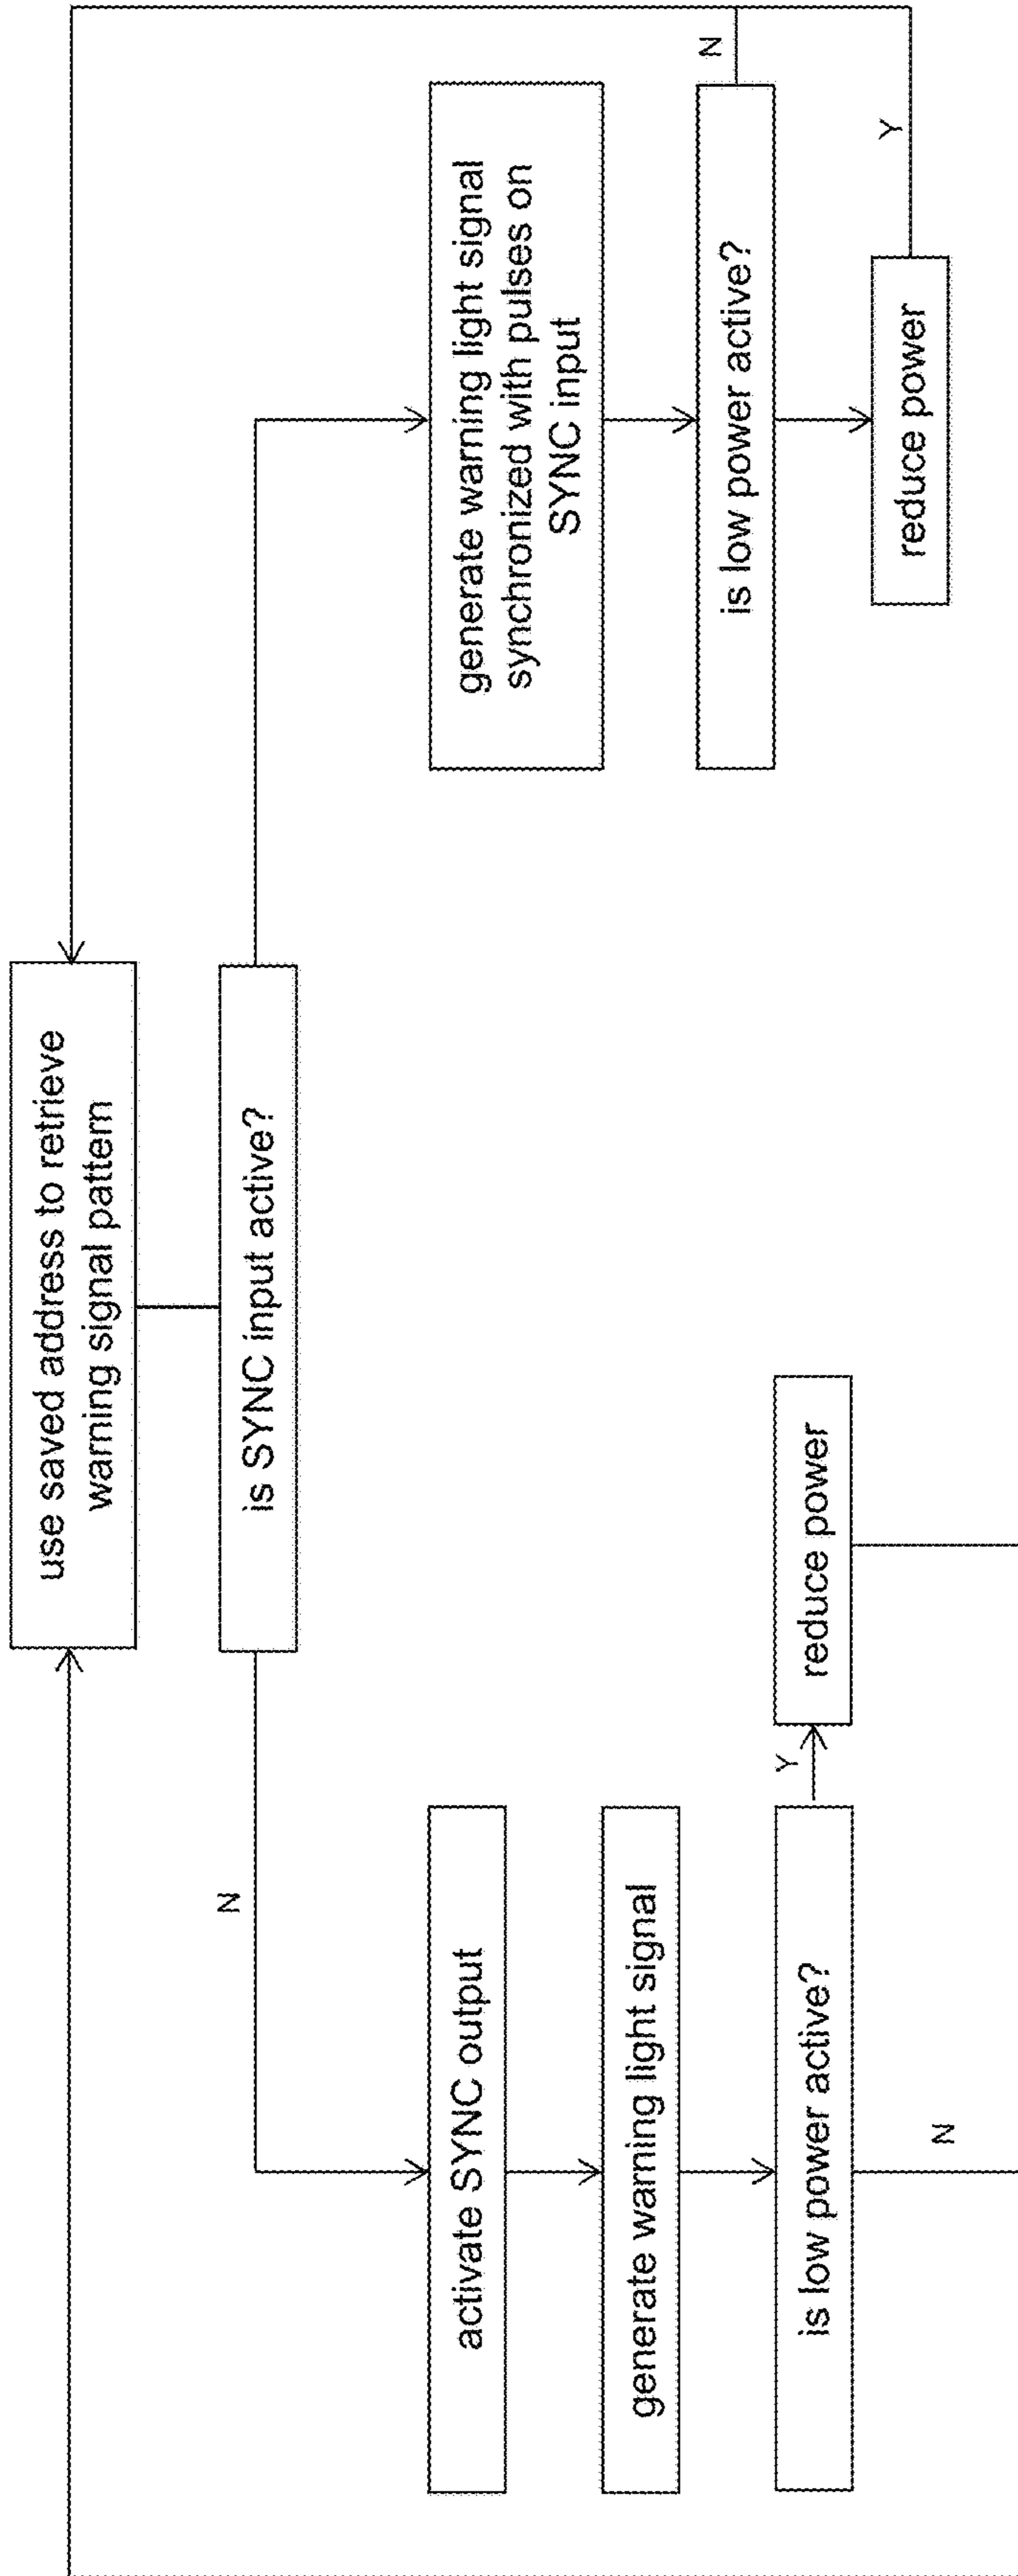 use saved address to retrieve
warning signal pattern
is SYNC input active?
N
activate SYNC output
generate warning light signal
is low power active?
Y
reduce power
N
generate warning light signal
synchronized with pulses on
SYNC input
is low power active?
N
reduce power
Y